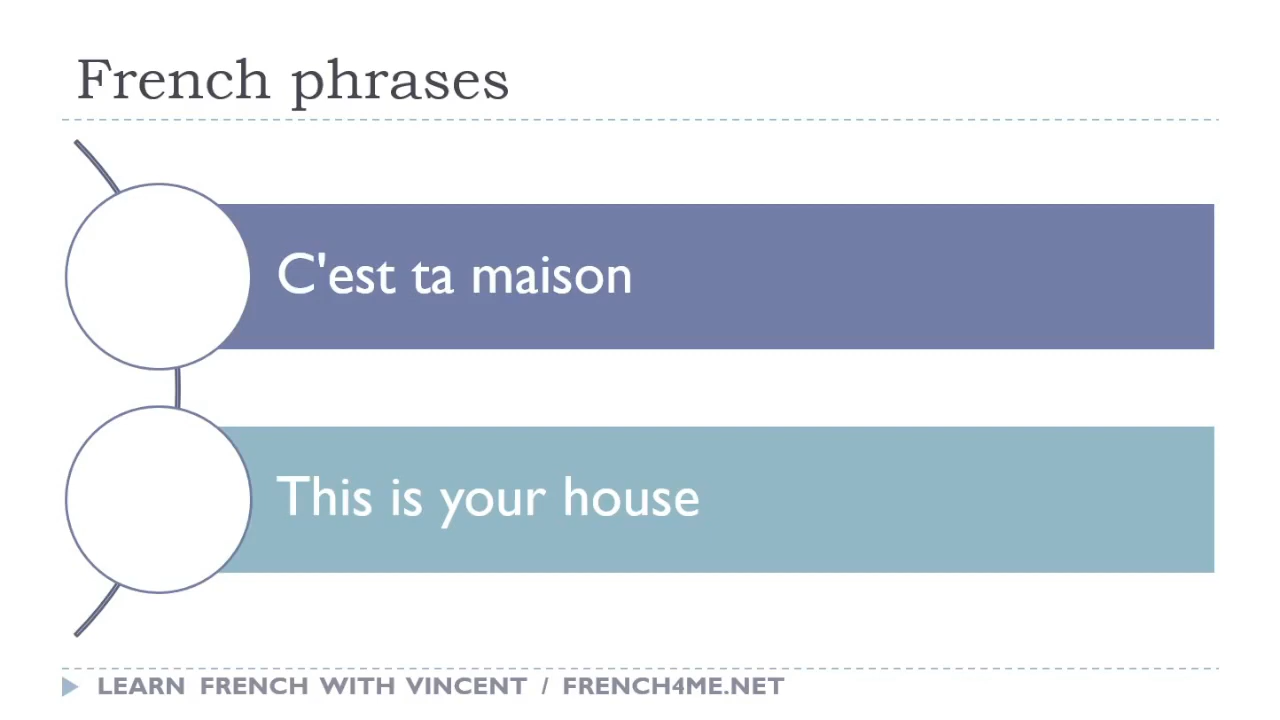 French phrases
C'est ta maison
This is your house
LEARN FRENCH WITH VINCENT / FRENCH4ME.NET